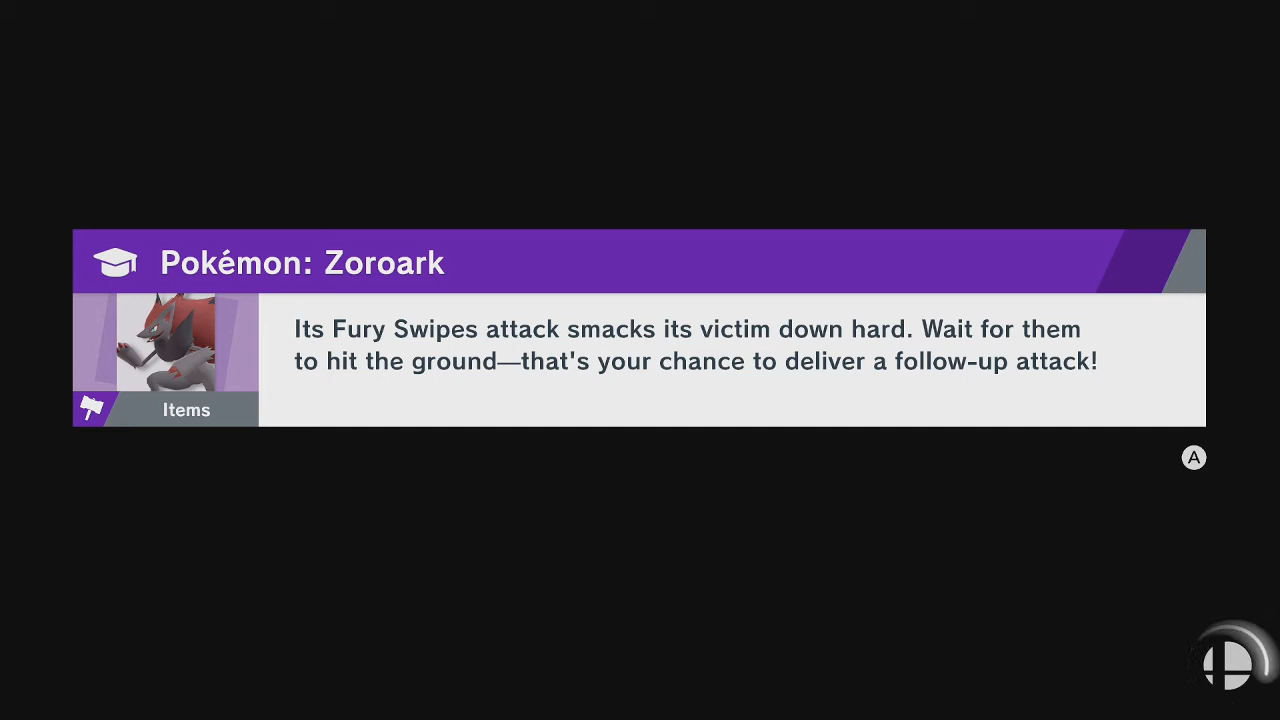 Pokémon: Zoroark
Its Fury Swipes attack smacks its victim down hard. Wait for them
to hit the ground—that's your chance to deliver a follow-up attack!
Items
A